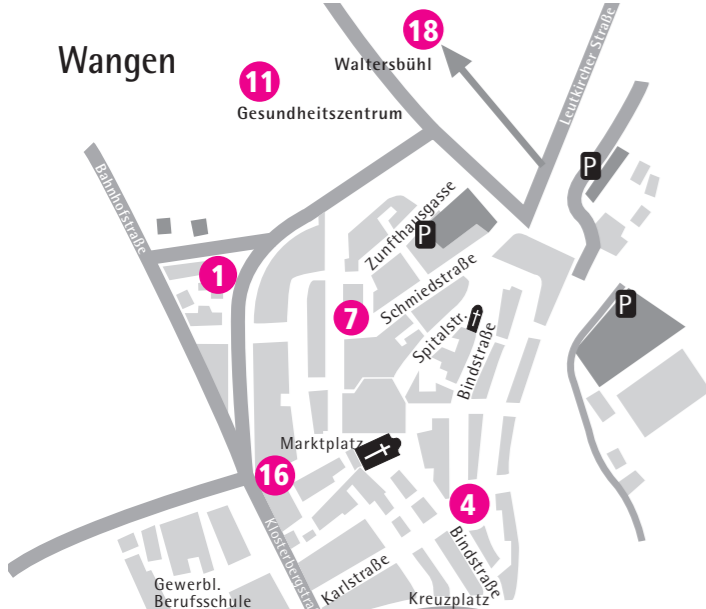 Wangen
18
Waltersbühl
Leutkircher Straße
11
Gesundheitszentrum
P
Bahnhofstraße
Zunfthausgasse
P
1
Schmiedstraße
7
Spitalstr.
P
Bindstraße
Marktplatz
16
4
Klosterbergstra
Karlstraße
Bindstraße
Gewerbl.
Berufsschule
Kreuzplatz